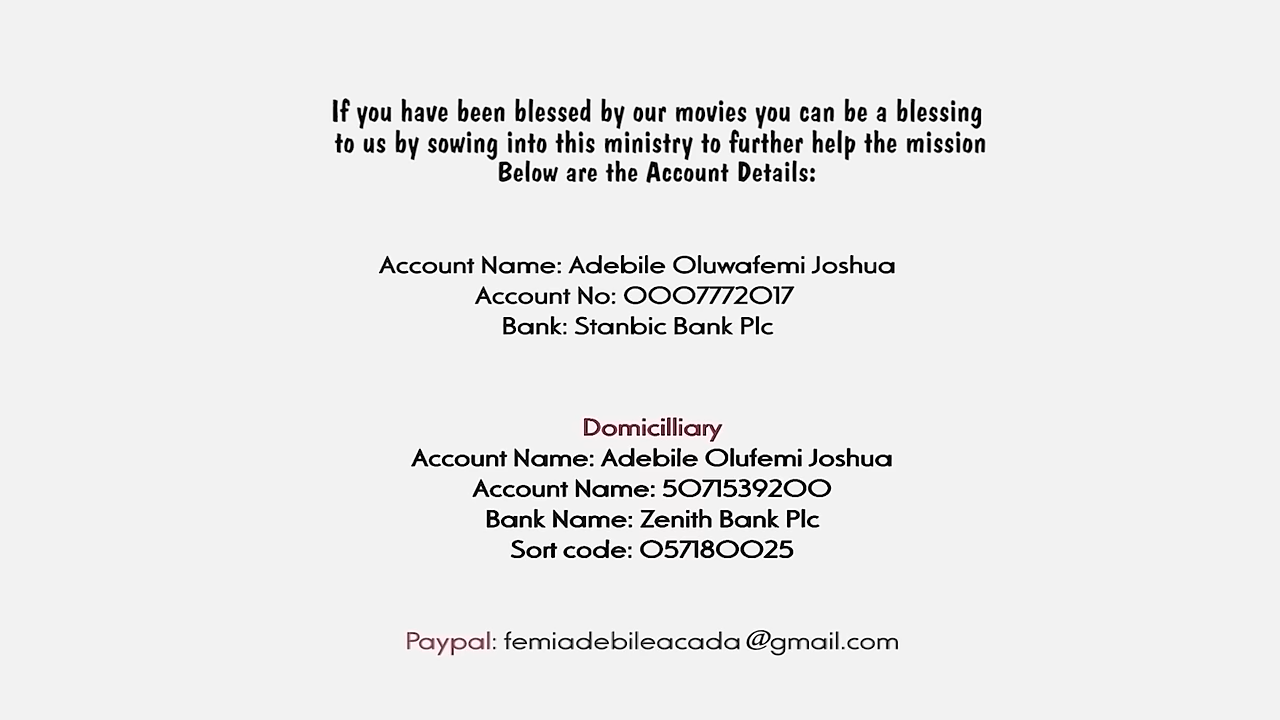 If you have been blessed by our movies you can be a blessing
to us by sowing into this ministry to further help the mission
Below are the Account Details:
Account Name: Adebile Oluwafemi Joshua
Account No: 0007772017
Bank: Stanbic Bank Plc
Domicilliary
Account Name: Adebile Olufemi Joshua
Account Name: 5071539200
Bank Name: Zenith Bank Plc
Sort code: 057180025
Paypal: femiadebileacada@gmail.com